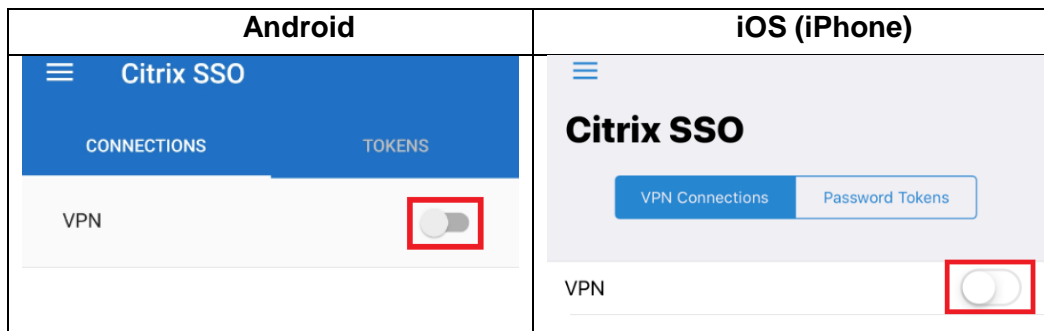 Android
iOS (iPhone)
Citrix SSO
CONNECTIONS
TOKENS
VPN
Citrix SSO
VPN Connections
Password Tokens
VPN